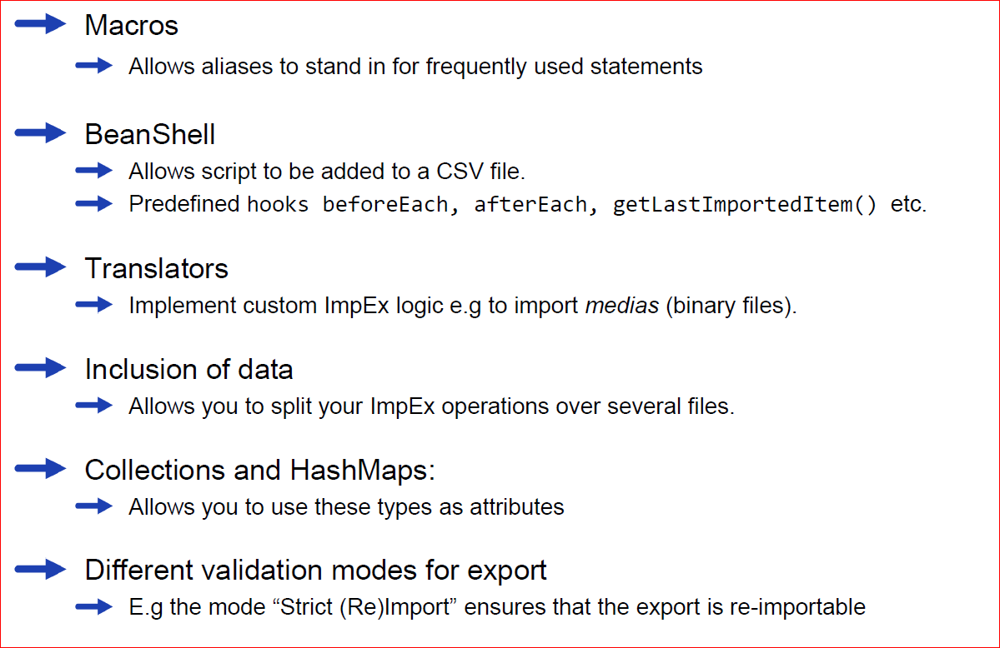 Macros
Allows aliases to stand in for frequently used statements
BeanShell
Allows script to be added to a CSV file.
Predefined hooks beforeEach, afterEach, getLastImportedItem() etc.
Translators
Implement custom ImpEx logic e.g to import medias (binary files).
Inclusion of data
Allows you to split your ImpEx operations over several files.
Collections and HashMaps:
Allows you to use these types as attributes
Different validation modes for export
E.g the mode “Strict (Re)Import” ensures that the export is re-importable